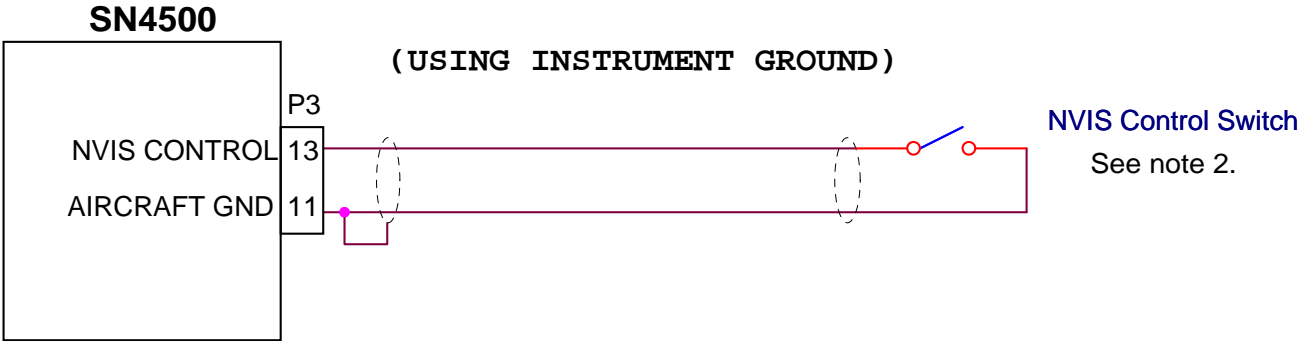 SN4500
(USING INSTRUMENT GROUND)
P3
NVIS CONTROL 13
AIRCRAFT GND 11
NVIS Control Switch
See note 2.